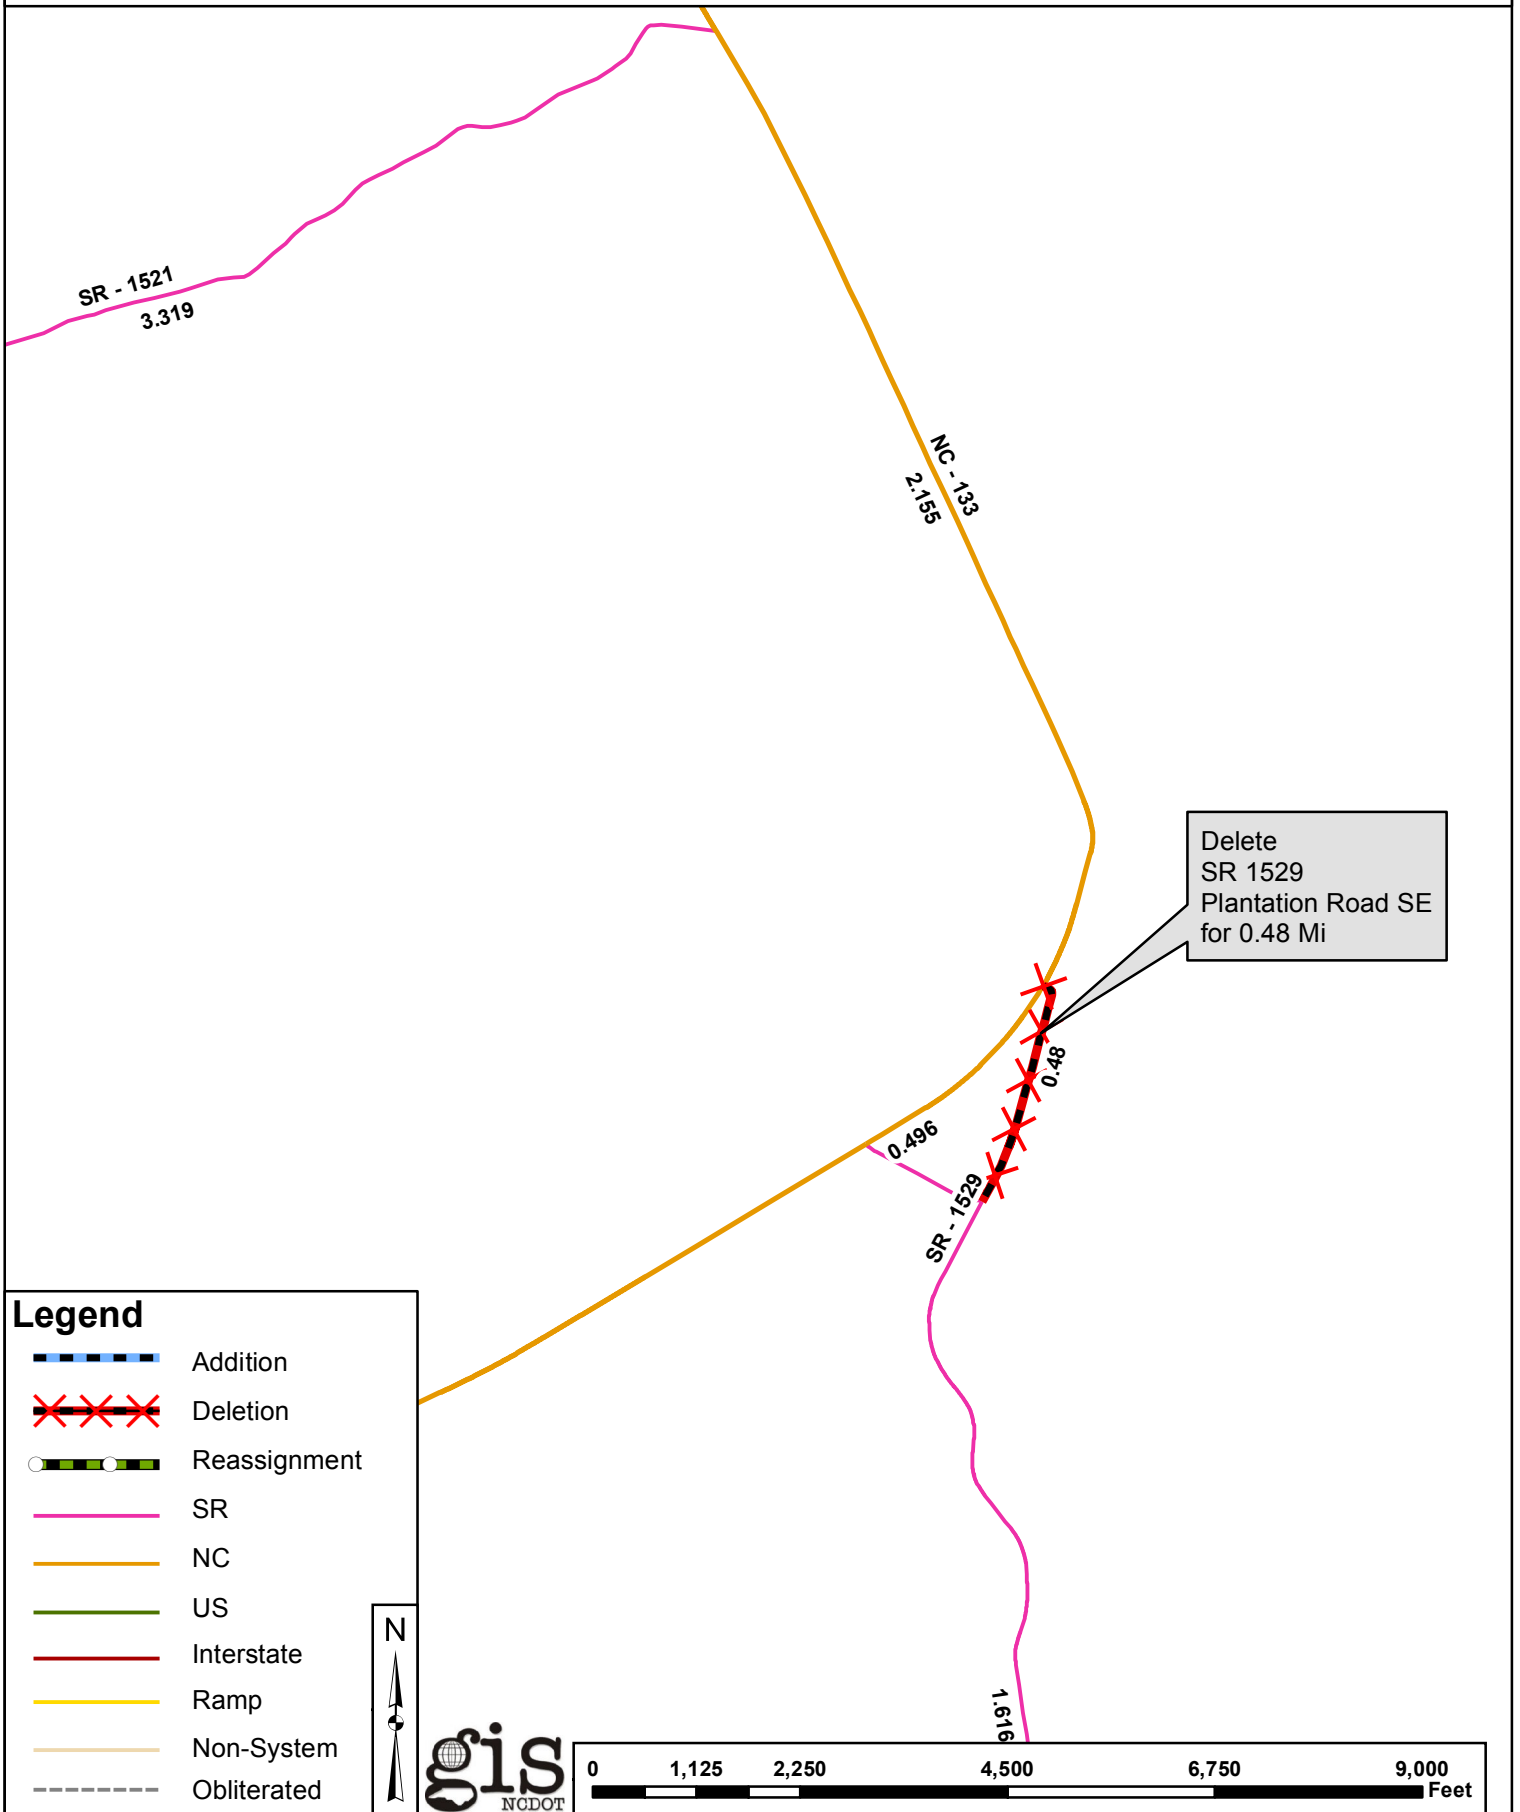 SR - 1521
3.319
NC - 133
2.155
Delete
SR 1529
Plantation Road SE
for 0.48 Mi
0.48
0.496
SR - 1529
1.616
Legend
Addition
Deletion
Reassignment
SR
NC
US
Interstate
Ramp
Non-System
Obliterated
N
gis
NCDOT
0 1,125 2,250 4,500 6,750 9,000
Feet